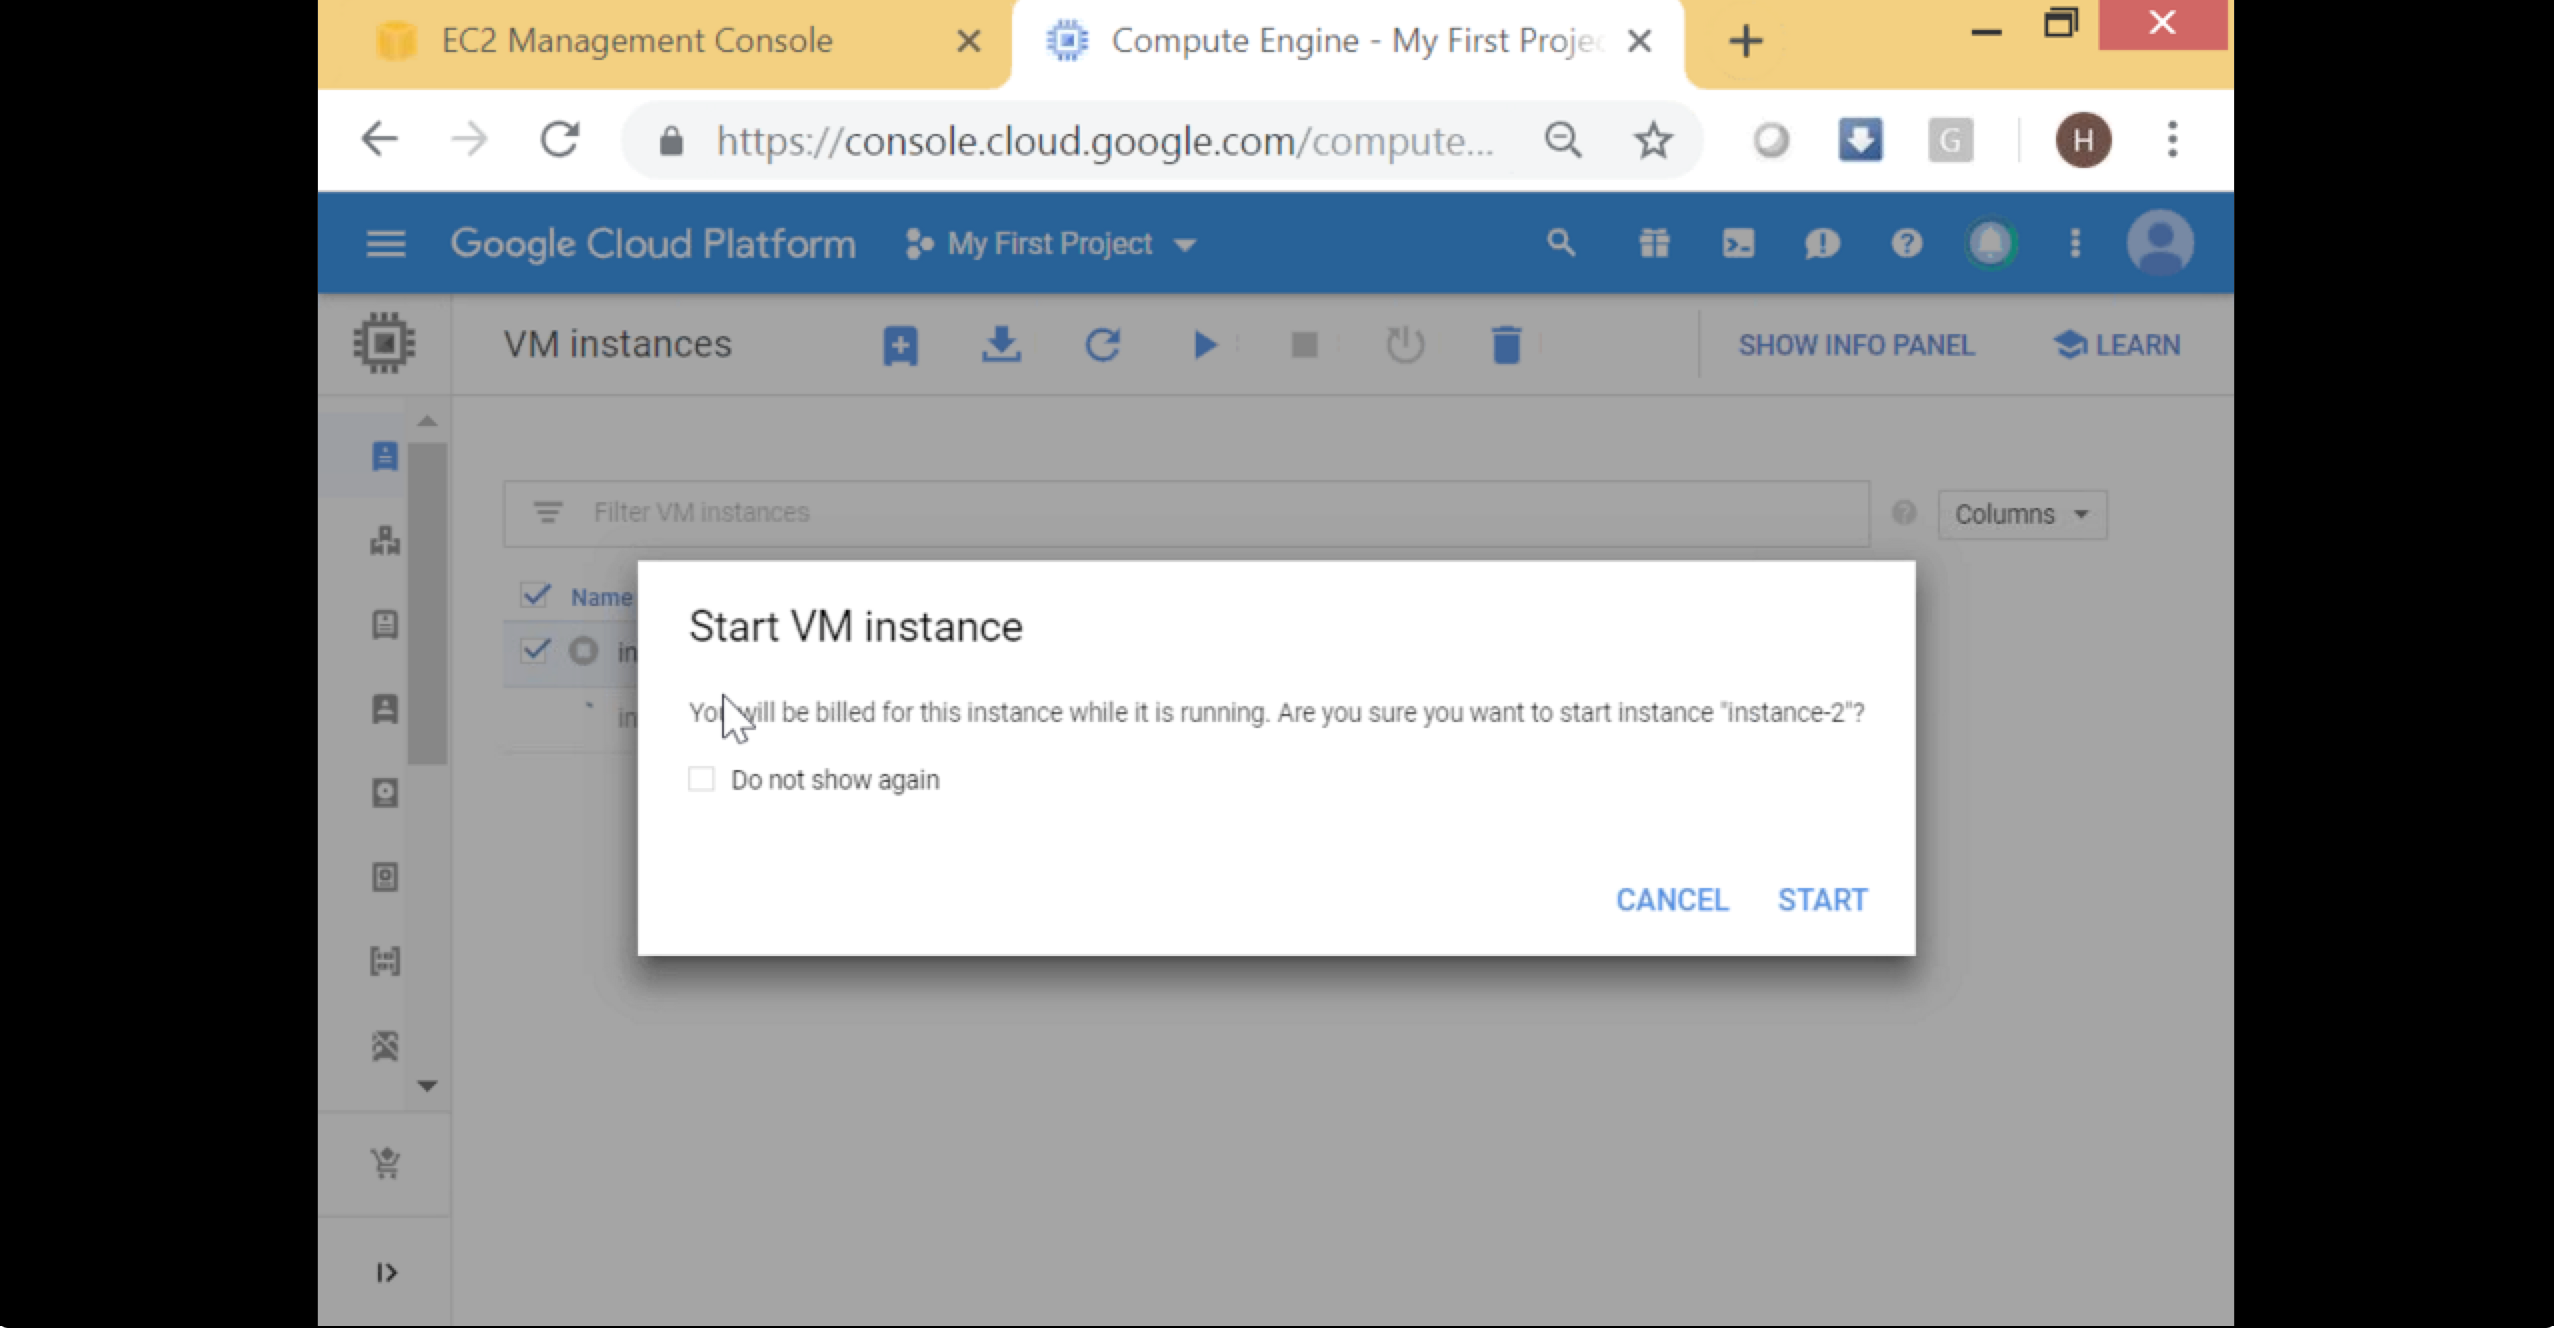 EC2 Management Console
Compute Engine - My First Projec
https://console.cloud.google.com/compute...
G
H
Google Cloud Platform
My First Project
VM instances
SHOW INFO PANEL
LEARN
Filter VM instances
Columns
Name
in
in
Start VM instance
You will be billed for this instance while it is running. Are you sure you want to start instance "instance-2"?
Do not show again
CANCEL
START